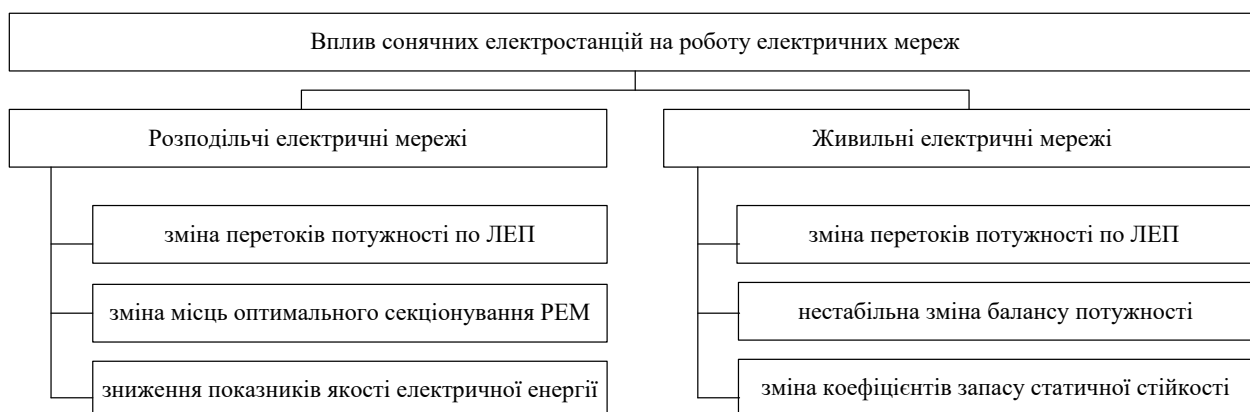 Вплив сонячних електростанцій на роботу електричних мереж
Розподільчі електричні мережі
Живильні електричні мережі
зміна перетоків потужності по ЛЕП
зміна перетоків потужності по ЛЕП
зміна місць оптимального секціонування РЕМ
нестабільна зміна балансу потужності
зниження показників якості електричної енергії
зміна коефіцієнтів запасу статичної стійкості